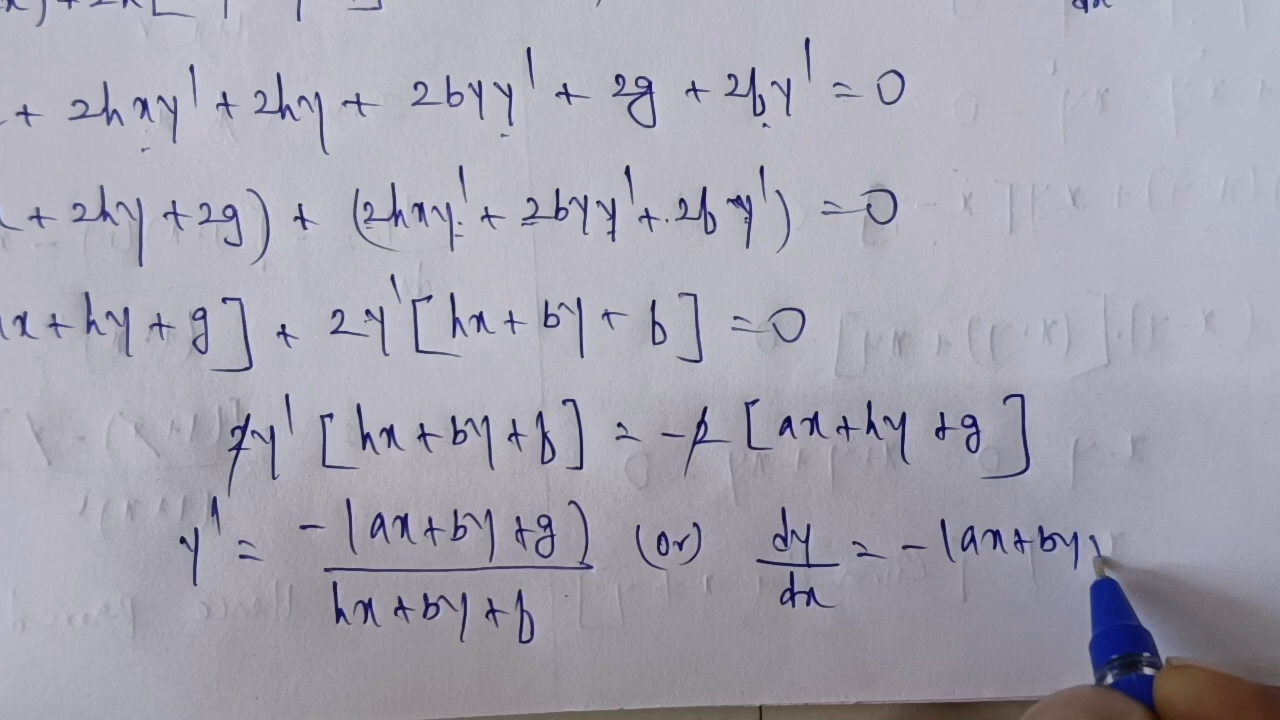 + 2hxy' + 2hy + 2byy' + 2g + 2fy' = 0
+ 2hy + 2g) + (2hxy' + 2byy' + 2fy') = 0
x + hy + g] + 2y' [hx + by + f] = 0
2y' [hx + by + f] = -2 [ax + hy + g]
y' = -(ax + by + g) / hx + by + f (or) dy/dx = -(ax + by